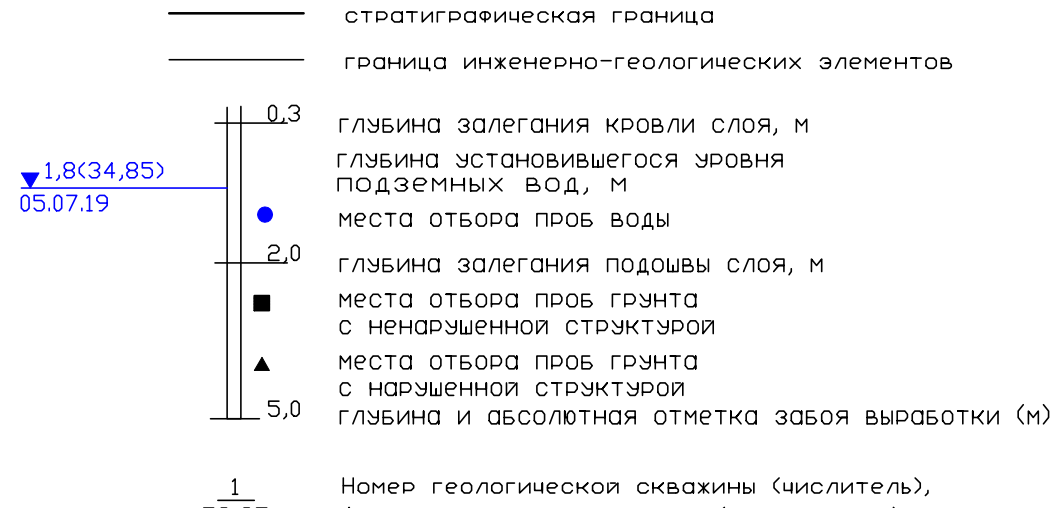 стратиграфическая граница
граница инженерно-геологических элементов
0,3
глубина залегания кровли слоя, м
1,8(34,85)
глубина установившегося уровня
подземных вод, м
05.07.19
места отбора проб воды
2,0
глубина залегания подошвы слоя, м
места отбора проб грунта
с ненарушенной структурой
места отбора проб грунта
с нарушенной структурой
5,0
глубина и абсолютная отметка забоя выработки (м)
1
Номер геологической скважины (числитель),